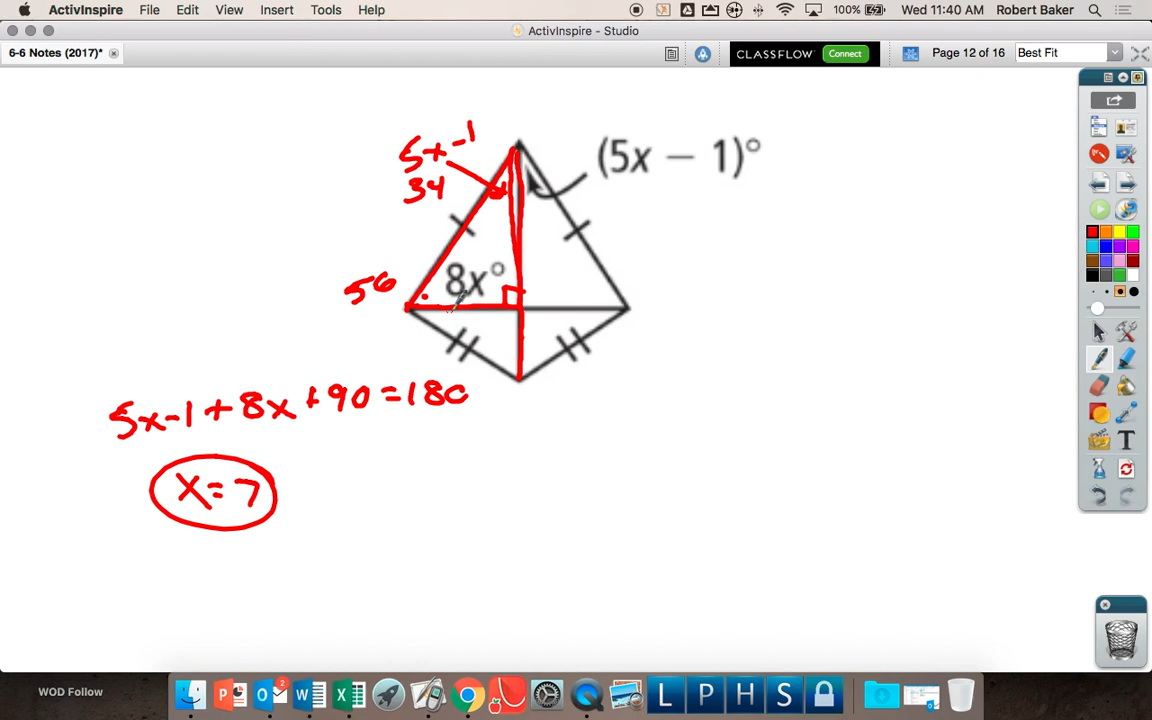 ActivInspire File Edit View Insert Tools Help 100% Wed 11:40 AM Robert Baker
ActivInspire - Studio
6-6 Notes (2017)* CLASSFLOW Connect Page 12 of 16 Best Fit
5x-1
(5x − 1)°
34
8x°
56
5x-1+8x+90=180
x=7
T
2
L P H S
WOD Follow